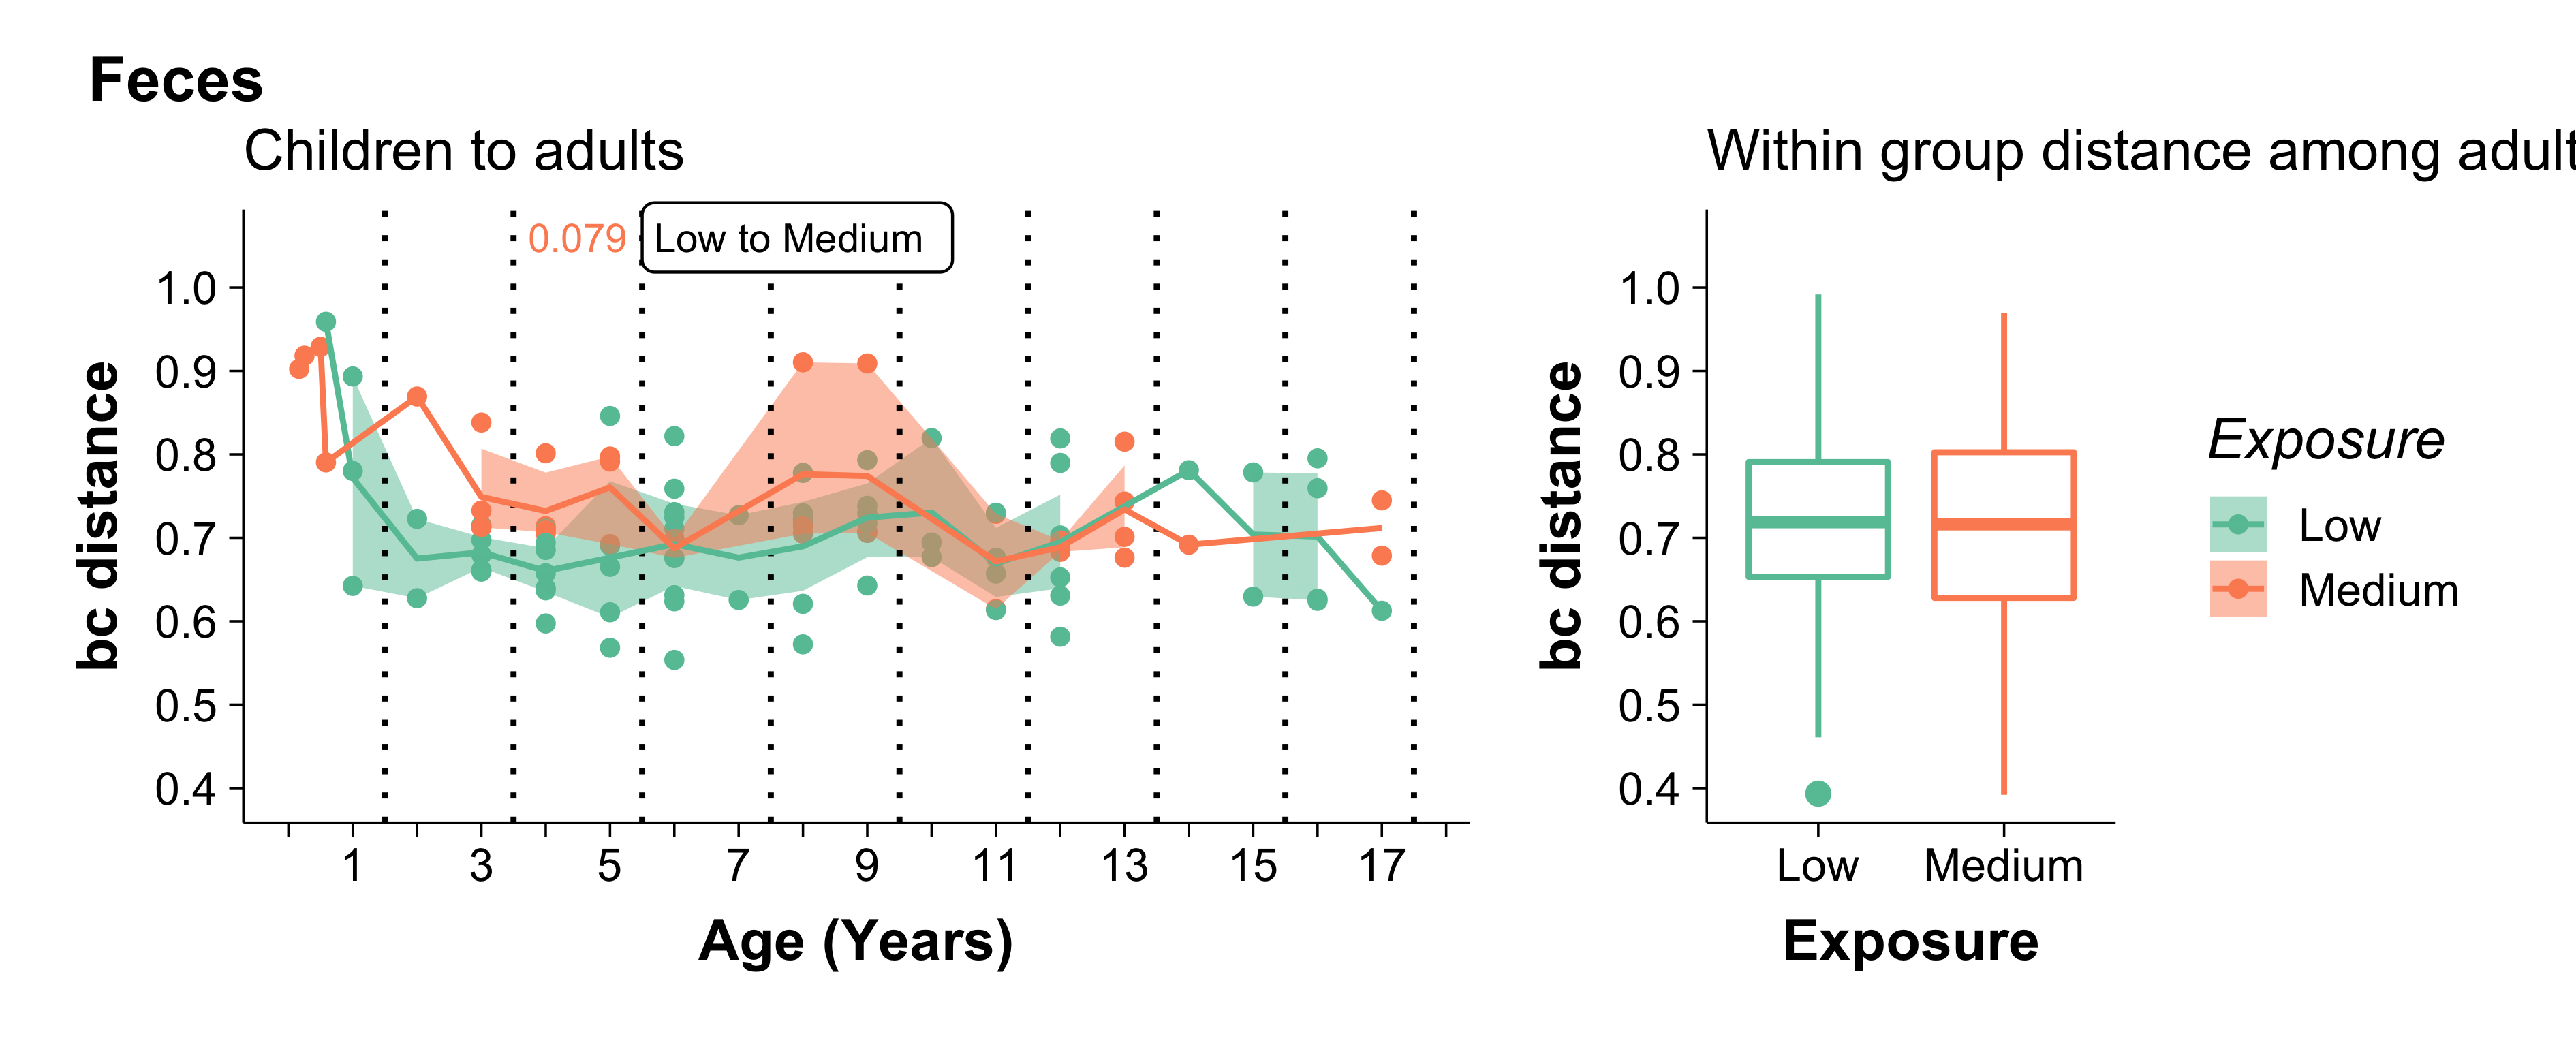 Feces
Children to adults
0.079
Low to Medium
1.0
0.9
0.8
0.7
0.6
0.5
0.4
bc distance
1 3 5 7 9 11 13 15 17
Age (Years)
Within group distance among adult
1.0
0.9
0.8
0.7
0.6
0.5
0.4
bc distance
Low Medium
Exposure
Exposure
Low
Medium